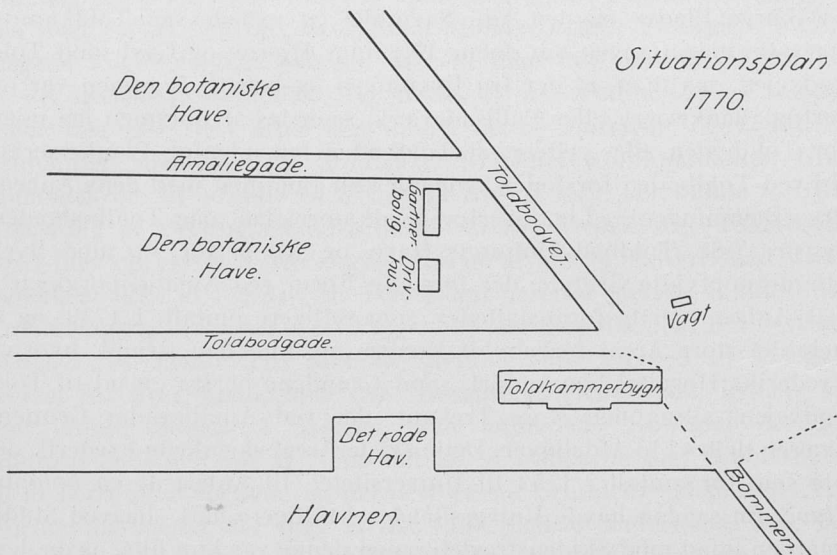 Situationsplan
1770.
Den botaniske
Have.
Amaliegade.
Toldbodvej
Gartner-
bolig.
Driv-
hus.
Den botaniske
Have.
Vagt
Toldbodgade.
Toldkammerbygn
Det róde
Hav.
Bommen.
Havnen.